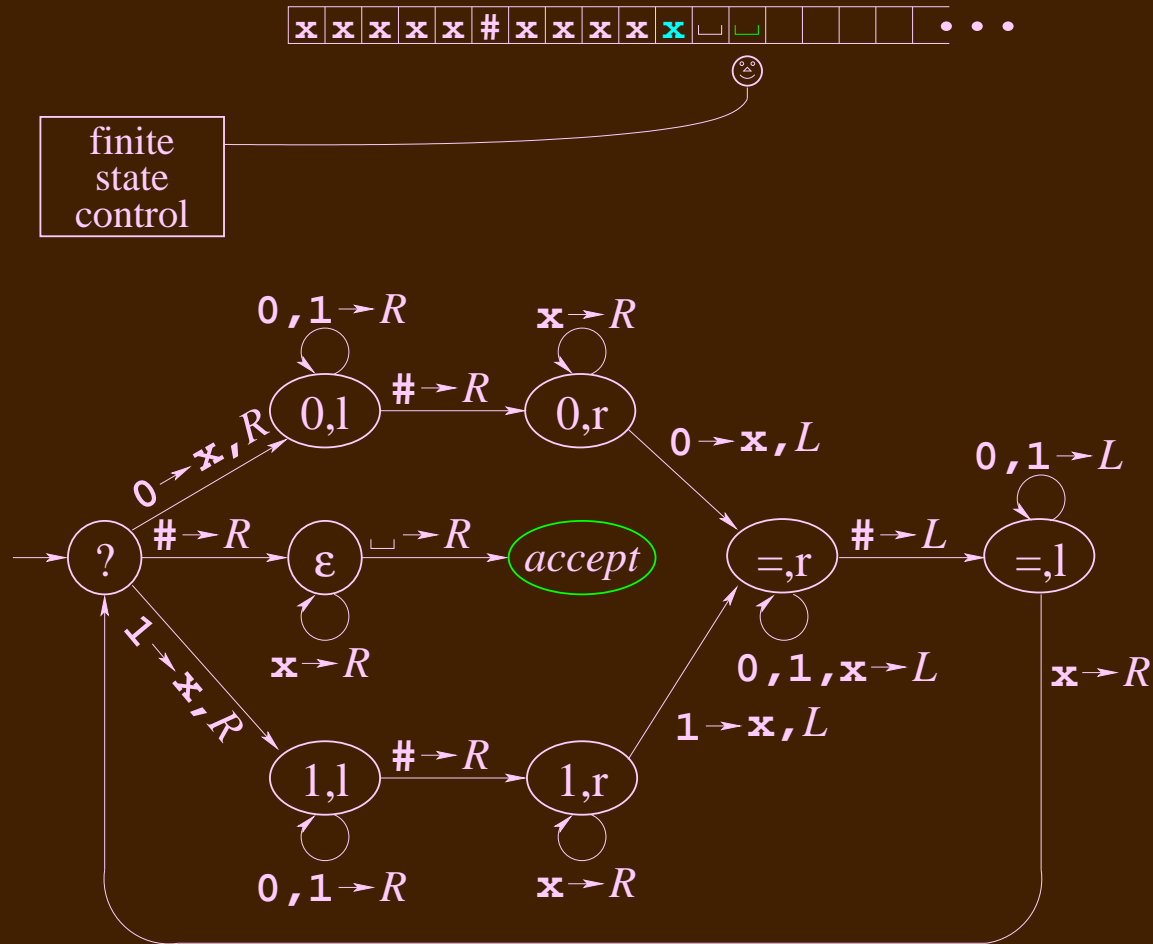 x x x x x # x x x x x ␣ ␣ • • •
finite
state
control
0,1→R
x→R
0,l
#→R
0,r
0→x,R
0→x,L
0,1→L
?
#→R
ε
␣→R
accept
=,r
#→L
=,l
x→R
0,1,x→L
x→R
1→x,R
1→x,L
1,l
#→R
1,r
0,1→R
x→R